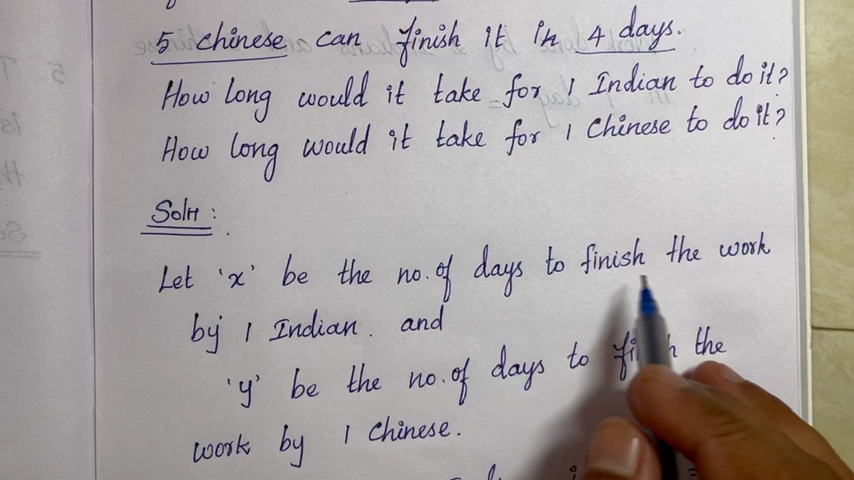 5 chinese can finish it in 4 days.
How long would it take for 1 Indian to do it?
How long would it take for 1 Chinese to do it?
Soln :
Let 'x' be the no. of days to finish the work
by 1 Indian. and
'y' be the no. of days to finish the
work by 1 Chinese.